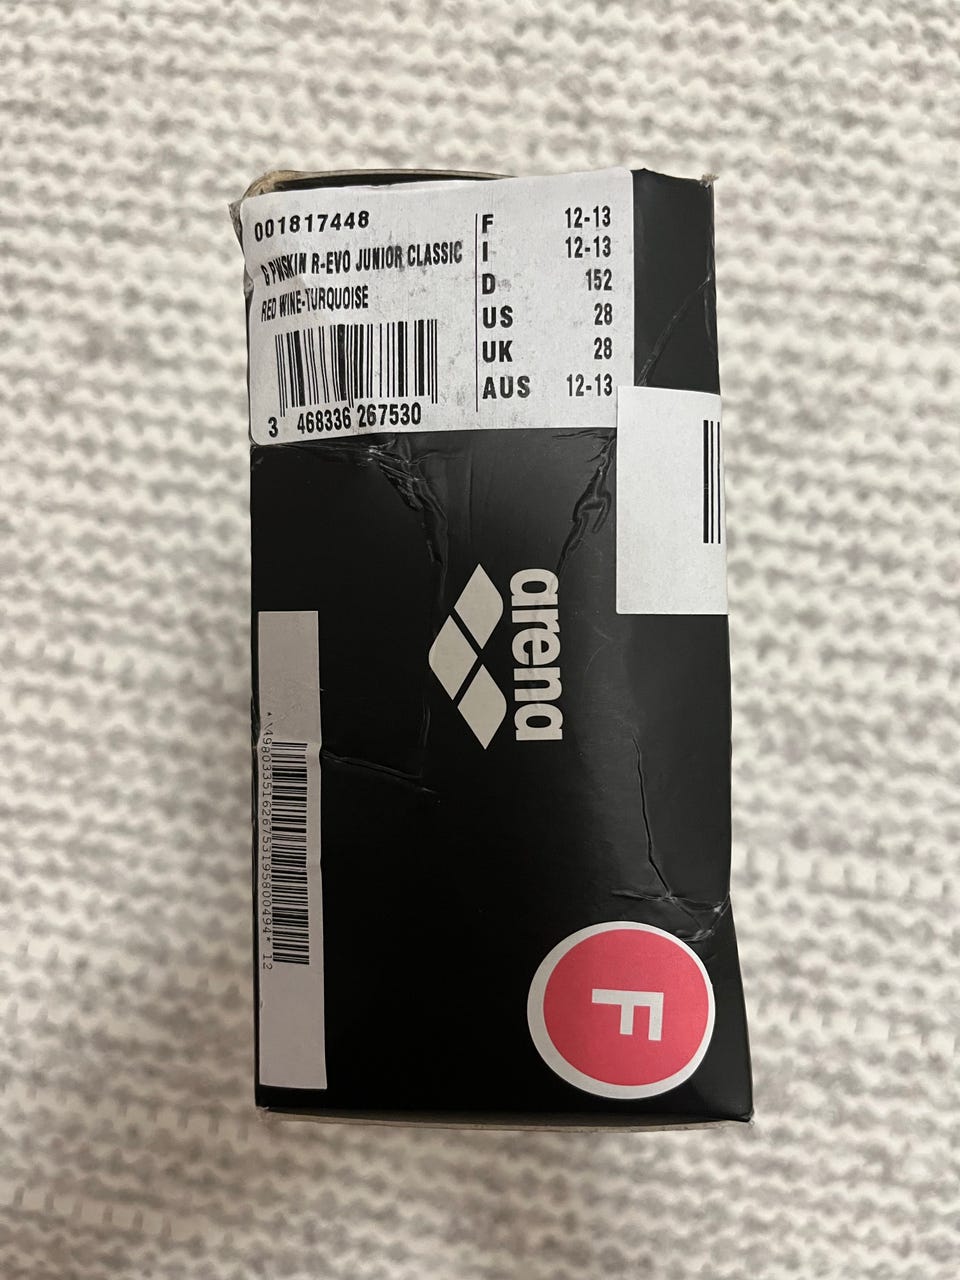 001817448
G PWSKIN R-EVO JUNIOR CLASSIC
RED WINE-TURQUOISE
3 468336 267530
F 12-13
I 12-13
D 152
US 28
UK 28
AUS 12-13
arena
F